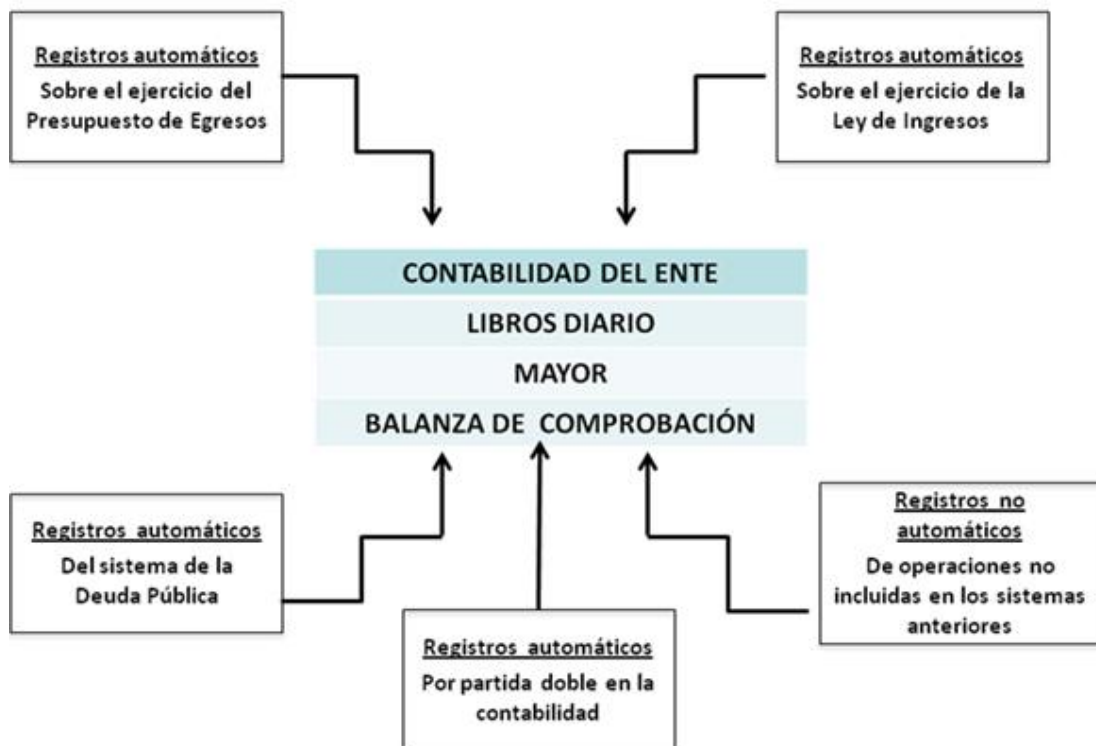 Registros automáticos
Sobre el ejercicio del
Presupuesto de Egresos
Registros automáticos
Sobre el ejercicio de la
Ley de Ingresos
CONTABILIDAD DEL ENTE
LIBROS DIARIO
MAYOR
BALANZA DE COMPROBACIÓN
Registros automáticos
Del sistema de la
Deuda Pública
Registros automáticos
Por partida doble en la
contabilidad
Registros no
automáticos
De operaciones no
incluidas en los sistemas
anteriores